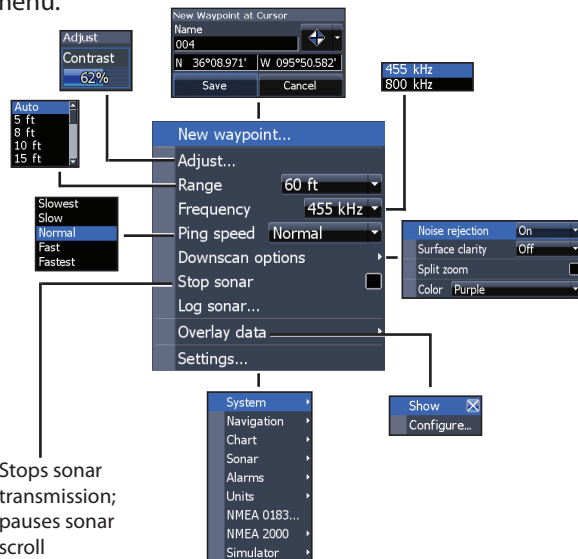 menu.
New Waypoint at Cursor
Name
004
N 36°08.971' W 095°50.582'
Save Cancel
Adjust
Contrast
62%
455 kHz
800 kHz
Auto
5 ft
8 ft
10 ft
15 ft
New waypoint...
Adjust...
Range 60 ft
Frequency 455 kHz
Ping speed Normal
Downscan options
Stop sonar
Log sonar...
Overlay data
Settings...
Slowest
Slow
Normal
Fast
Fastest
Noise rejection On
Surface clarity Off
Split zoom
Color Purple
Show
Configure...
System
Navigation
Chart
Sonar
Alarms
Units
NMEA 0183...
NMEA 2000
Simulator
Stops sonar
transmission;
pauses sonar
scroll